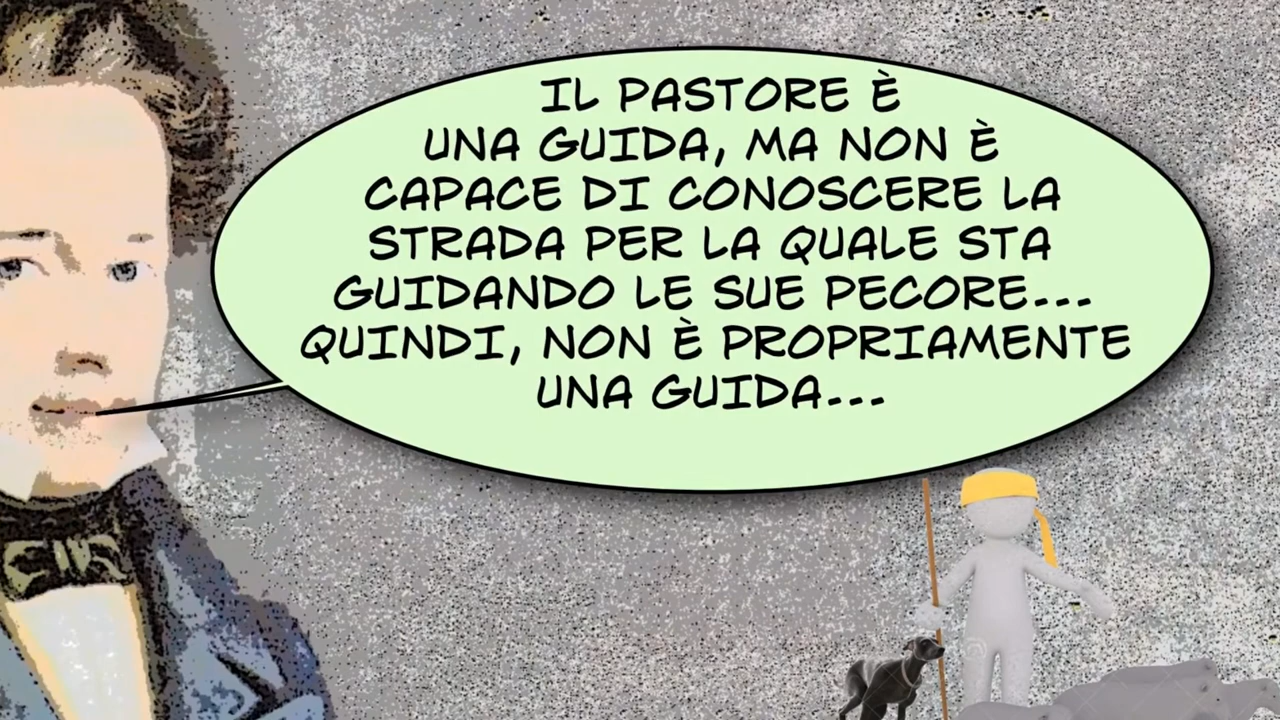 IL PASTORE È
UNA GUIDA, MA NON È
CAPACE DI CONOSCERE LA
STRADA PER LA QUALE STA
GUIDANDO LE SUE PECORE...
QUINDI, NON È PROPRIAMENTE
UNA GUIDA...